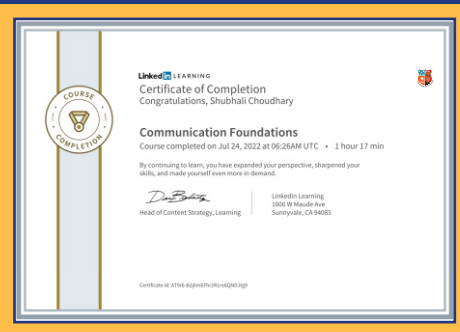 LinkedIn LEARNING
Certificate of Completion
Congratulations, Shubhali Choudhary
COURSE
COMPLETION
Communication Foundations
Course completed on Jul 24, 2022 at 06:26AM UTC • 1 hour 17 min
By continuing to learn, you have expanded your perspective, sharpened your
skills, and made yourself even more in demand.
Head of Content Strategy, Learning
LinkedIn Learning
1000 W Maude Ave
Sunnyvale, CA 94085
Certificate Id: